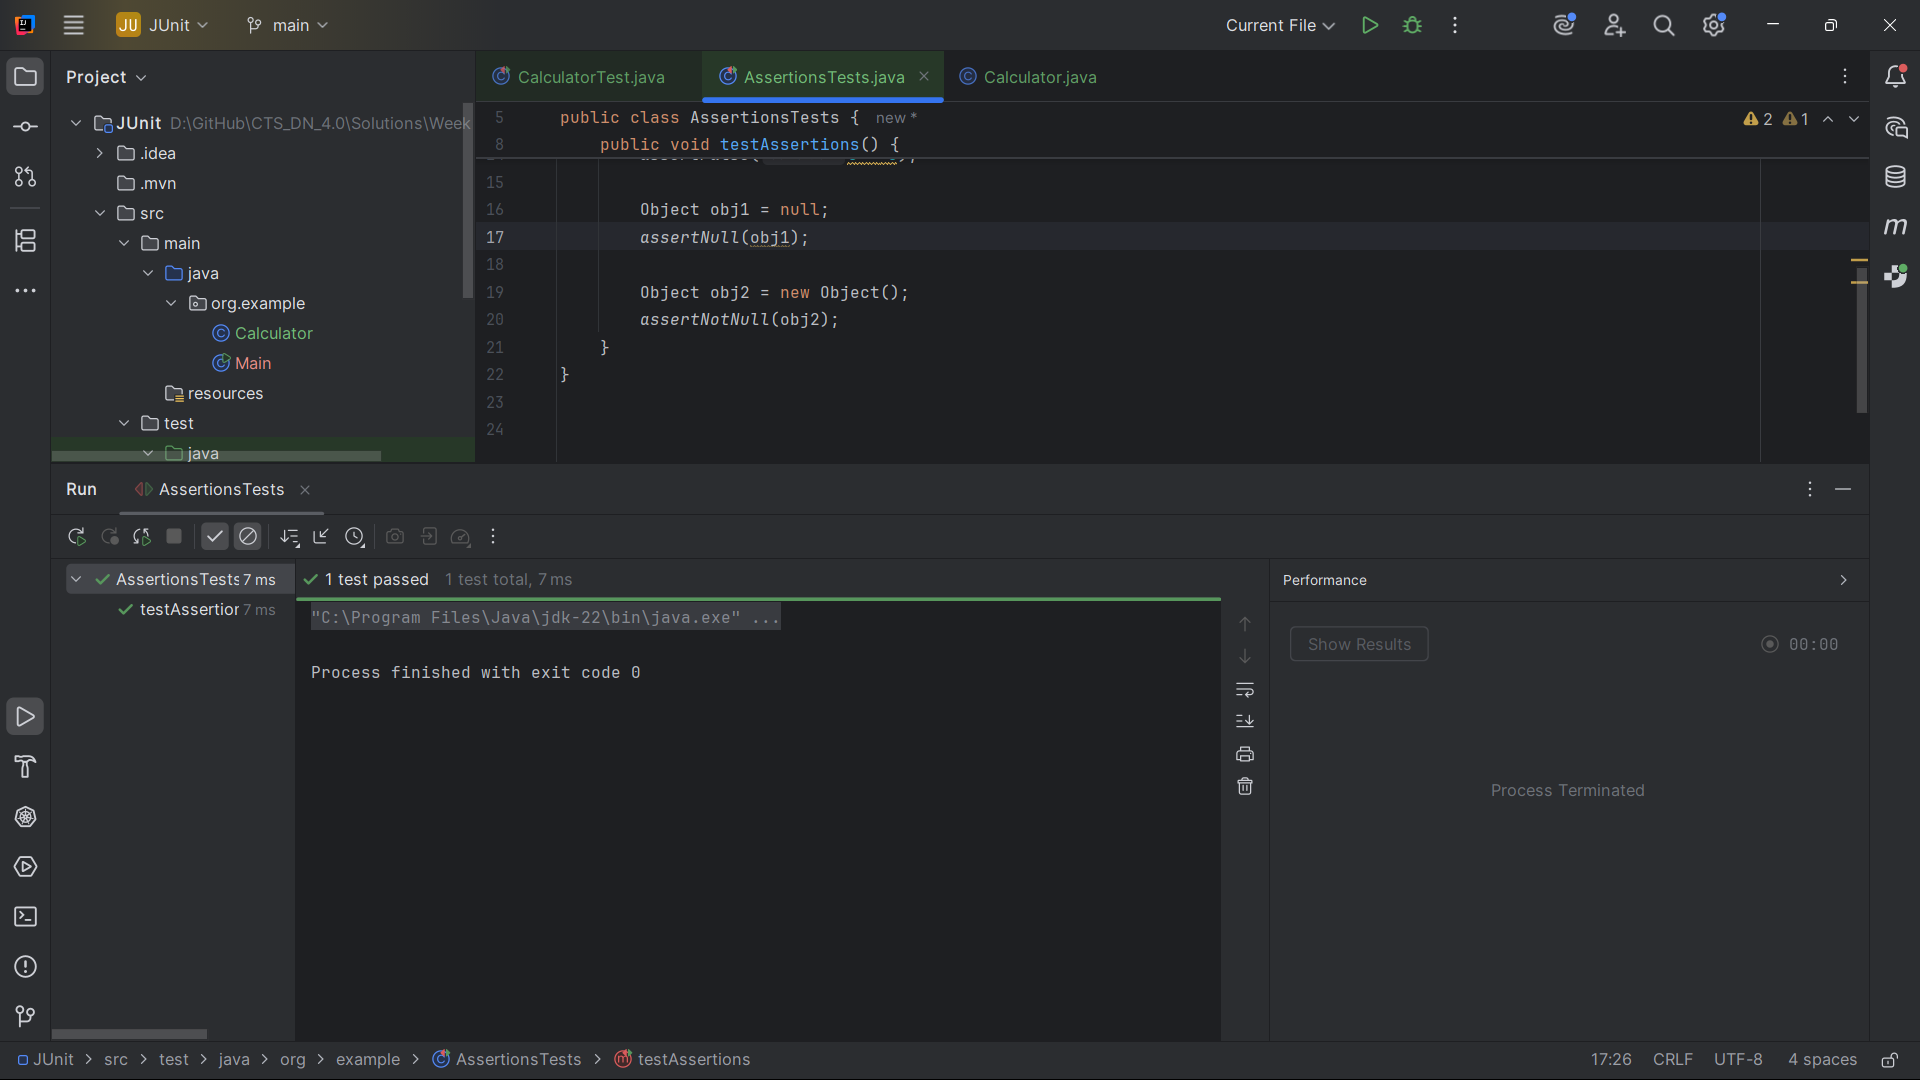 JU JUnit main Current File
Project
CalculatorTest.java AssertionsTests.java Calculator.java
JUnit D:\GitHub\CTS_DN_4.0\Solutions\Week
.idea
.mvn
src
main
java
org.example
Calculator
Main
resources
test
java
5 public class AssertionsTests { new *
8 public void testAssertions() {
2 1
15
16 Object obj1 = null;
17 assertNull(obj1);
18
19 Object obj2 = new Object();
20 assertNotNull(obj2);
21 }
22 }
23
24
Run AssertionsTests
AssertionsTests 7 ms
testAssertior 7 ms
1 test passed 1 test total, 7 ms
"C:\Program Files\Java\jdk-22\bin\java.exe" ...
Process finished with exit code 0
Performance
Show Results 00:00
Process Terminated
JUnit > src > test > java > org > example > AssertionsTests > testAssertions
17:26 CRLF UTF-8 4 spaces